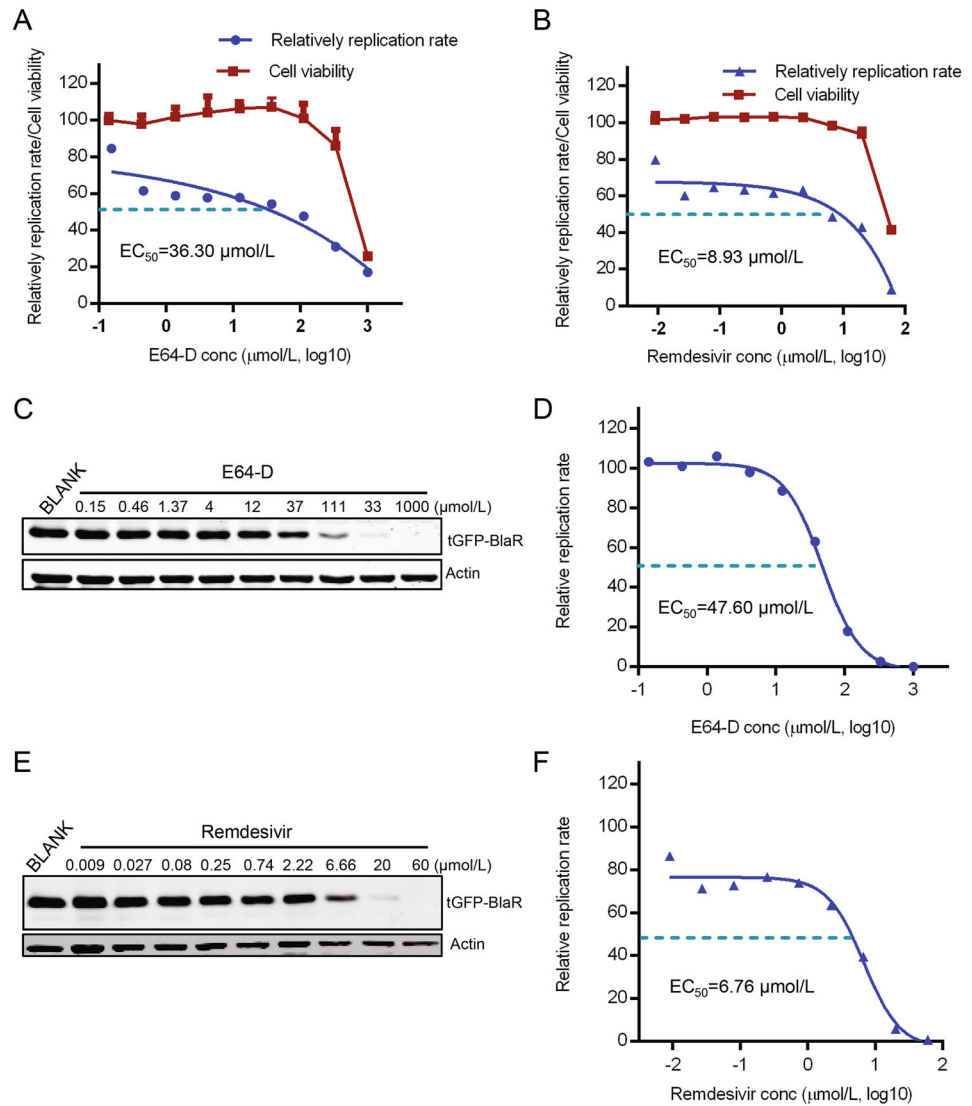 A
Relatively replication rate
Cell viability
Relatively replication rate/Cell viability
120
100
80
60
40
20
0
EC50=36.30 μmol/L
-1 0 1 2 3
E64-D conc (μmol/L, log10)
B
Relatively replication rate
Cell viability
Relatively replication rate/Cell viability
120
100
80
60
40
20
0
EC50=8.93 μmol/L
-2 -1 0 1 2
Remdesivir conc (μmol/L, log10)
C
BLANK
E64-D
0.15 0.46 1.37 4 12 37 111 33 1000 (μmol/L)
tGFP-BlaR
Actin
D
Relative replication rate
120
100
80
60
40
20
0
EC50=47.60 μmol/L
-1 0 1 2 3
E64-D conc (μmol/L, log10)
E
BLANK
Remdesivir
0.009 0.027 0.08 0.25 0.74 2.22 6.66 20 60 (μmol/L)
tGFP-BlaR
Actin
F
Relative replication rate
120
100
80
60
40
20
0
EC50=6.76 μmol/L
-2 -1 0 1 2
Remdesivir conc (μmol/L, log10)